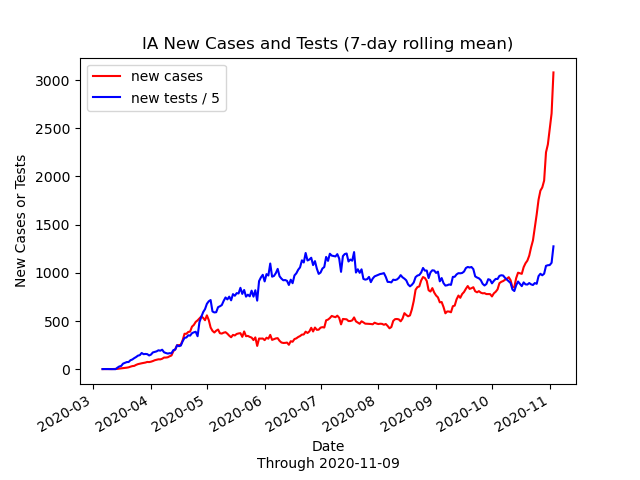 IA New Cases and Tests (7-day rolling mean)
new cases
new tests / 5
New Cases or Tests
3000
2500
2000
1500
1000
500
0
2020-03
2020-04
2020-05
2020-06
2020-07
2020-08
2020-09
2020-10
2020-11
Date
Through 2020-11-09